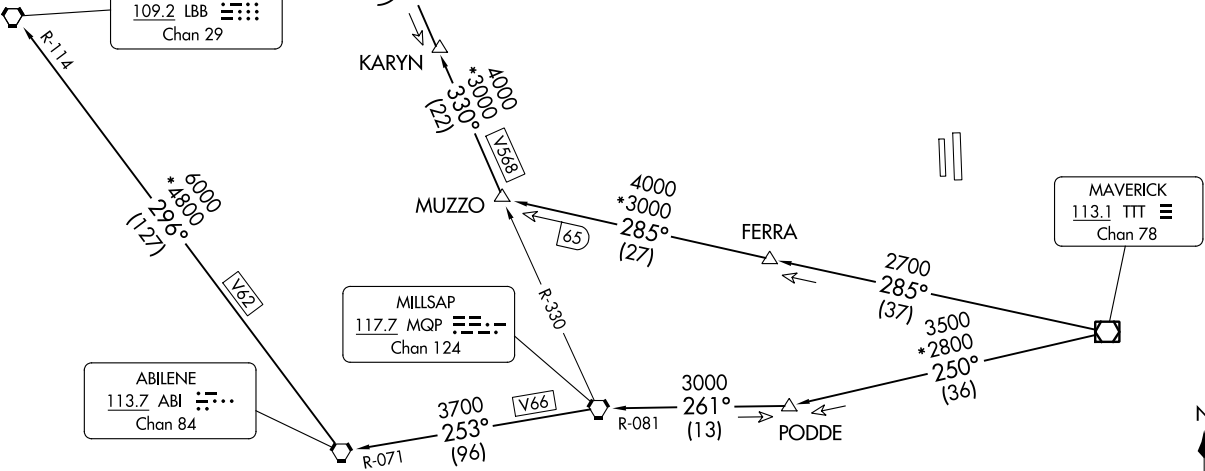 109.2 LBB
Chan 29
R-114
KARYN
4000
*3000
330°
(22)
V568
6000
*4800
296°
(127)
V62
MUZZO
65
4000
*3000
285°
(27)
FERRA
MAVERICK
113.1 TTT
Chan 78
2700
285°
(37)
3500
*2800
250°
(36)
R-330
MILLSAP
117.7 MQP
Chan 124
ABILENE
113.7 ABI
Chan 84
3700
253°
(96)
V66
R-071
R-081
3000
261°
(13)
PODDE
N